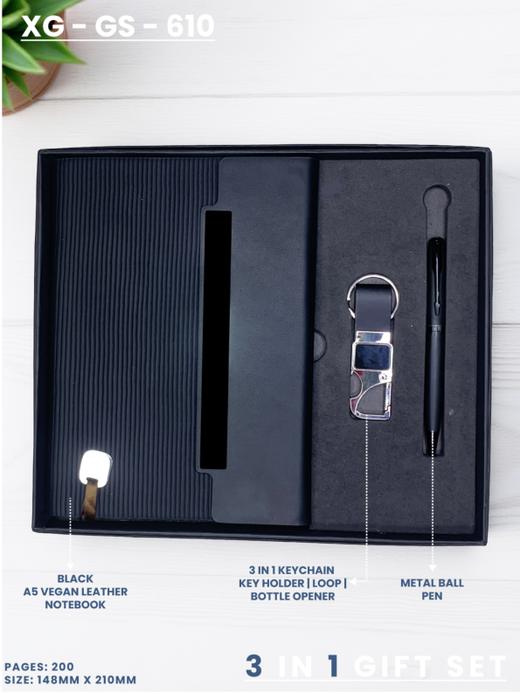 XG - GS - 610
BLACK
A5 VEGAN LEATHER
NOTEBOOK
3 IN 1 KEYCHAIN
KEY HOLDER | LOOP |
BOTTLE OPENER
METAL BALL
PEN
PAGES: 200
SIZE: 148MM X 210MM
3 IN 1 GIFT SET